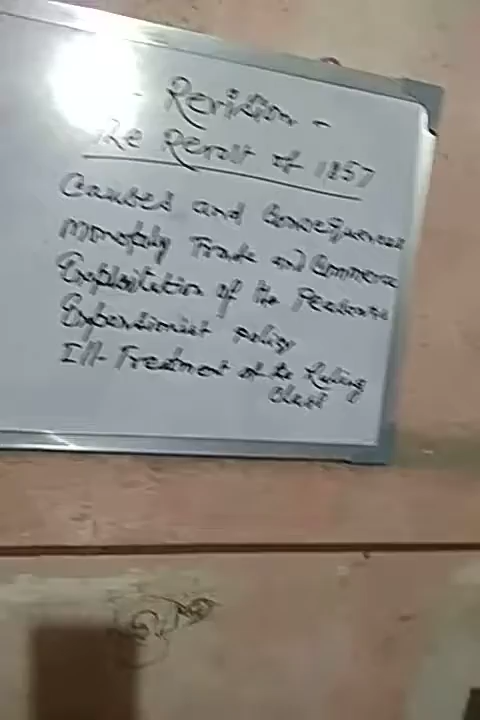 - Revision -
The Revolt of 1857
Causes and Consequences
Monopoly Trade and Commerce
Exploitation of the Peasants
Expansionist policy
Ill-Treatment of the Ruling
Class